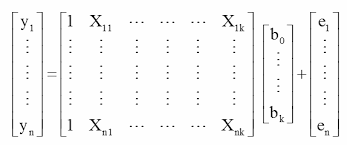 y₁ 1 X₁₁ ⋯ ⋯ ⋯ X₁ₖ b₀ e₁
⋮ ⋮ ⋮ ⋮ ⋮ ⋮ ⋮ ⋮ ⋮
⋮ = ⋮ ⋮ ⋮ ⋮ ⋮ ⋮ ⋮ + ⋮
⋮ ⋮ ⋮ ⋮ ⋮ ⋮ ⋮ ⋮ ⋮
yₙ 1 Xₙ₁ ⋯ ⋯ ⋯ Xₙₖ bₖ eₙ